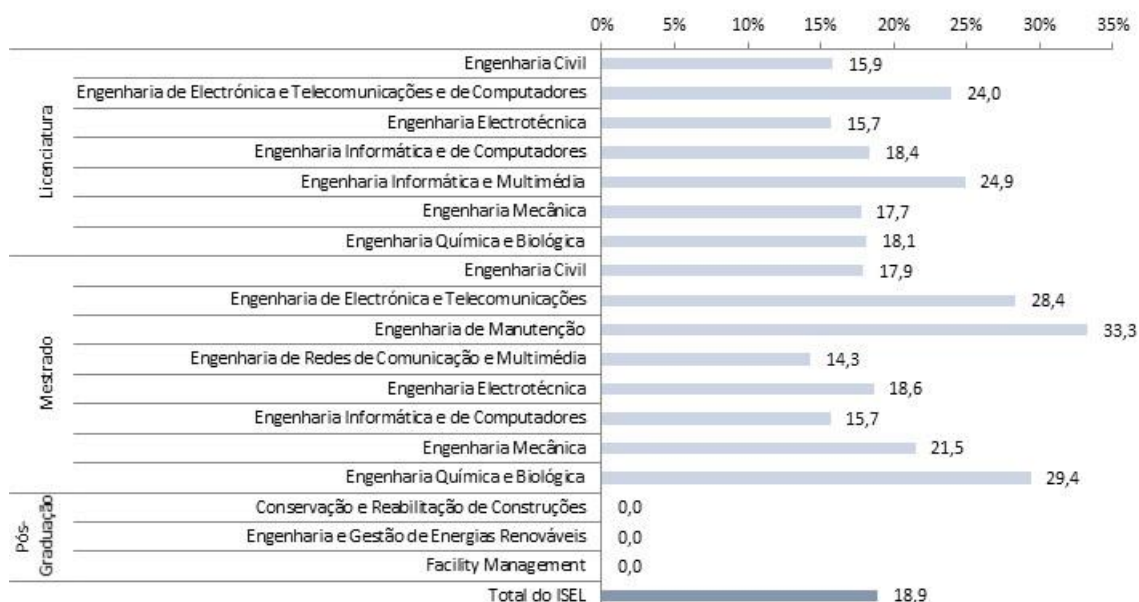 0% 5% 10% 15% 20% 25% 30% 35%
Licenciatura
Engenharia Civil 15,9
Engenharia de Electrónica e Telecomunicações e de Computadores 24,0
Engenharia Electrotécnica 15,7
Engenharia Informática e de Computadores 18,4
Engenharia Informática e Multimédia 24,9
Engenharia Mecânica 17,7
Engenharia Química e Biológica 18,1
Mestrado
Engenharia Civil 17,9
Engenharia de Electrónica e Telecomunicações 28,4
Engenharia de Manutenção 33,3
Engenharia de Redes de Comunicação e Multimédia 14,3
Engenharia Electrotécnica 18,6
Engenharia Informática e de Computadores 15,7
Engenharia Mecânica 21,5
Engenharia Química e Biológica 29,4
Pós-
Graduação
Conservação e Reabilitação de Construções 0,0
Engenharia e Gestão de Energias Renováveis 0,0
Facility Management 0,0
Total do ISEL 18,9